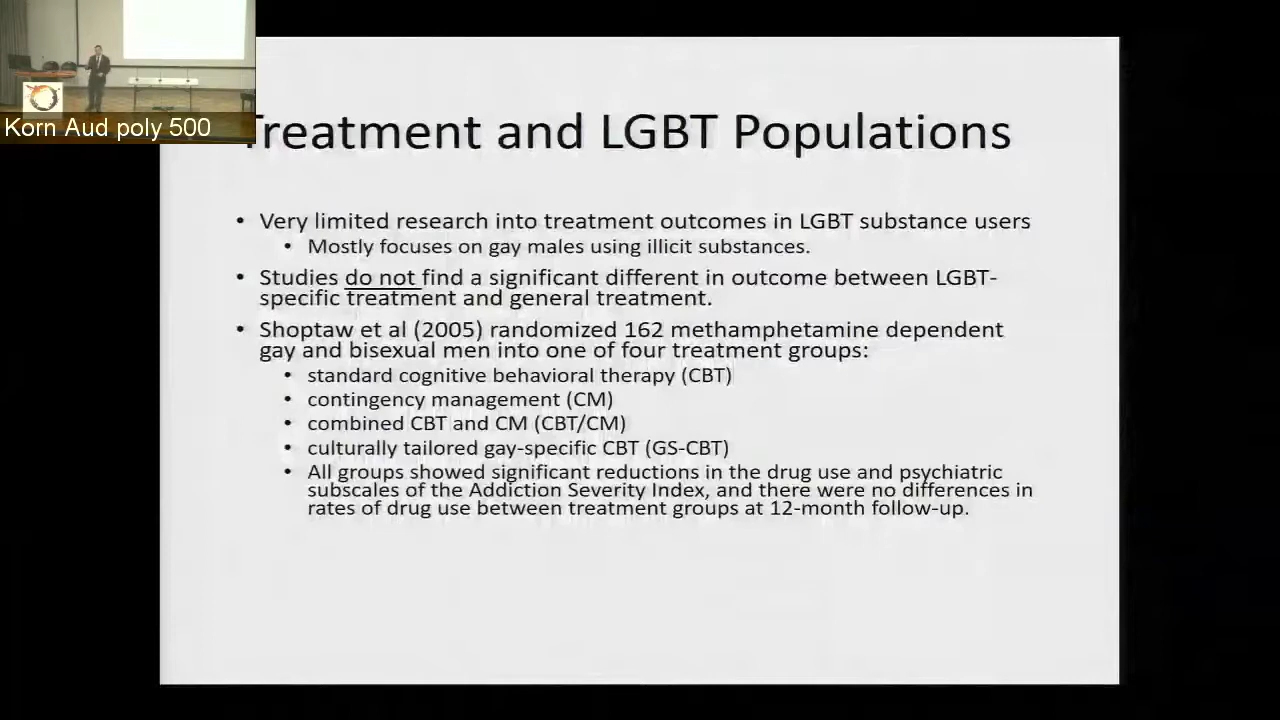 Korn Aud poly 500
Treatment and LGBT Populations
• Very limited research into treatment outcomes in LGBT substance users
• Mostly focuses on gay males using illicit substances.
• Studies do not find a significant different in outcome between LGBT-
specific treatment and general treatment.
• Shoptaw et al (2005) randomized 162 methamphetamine dependent
gay and bisexual men into one of four treatment groups:
• standard cognitive behavioral therapy (CBT)
• contingency management (CM)
• combined CBT and CM (CBT/CM)
• culturally tailored gay-specific CBT (GS-CBT)
• All groups showed significant reductions in the drug use and psychiatric
subscales of the Addiction Severity Index, and there were no differences in
rates of drug use between treatment groups at 12-month follow-up.